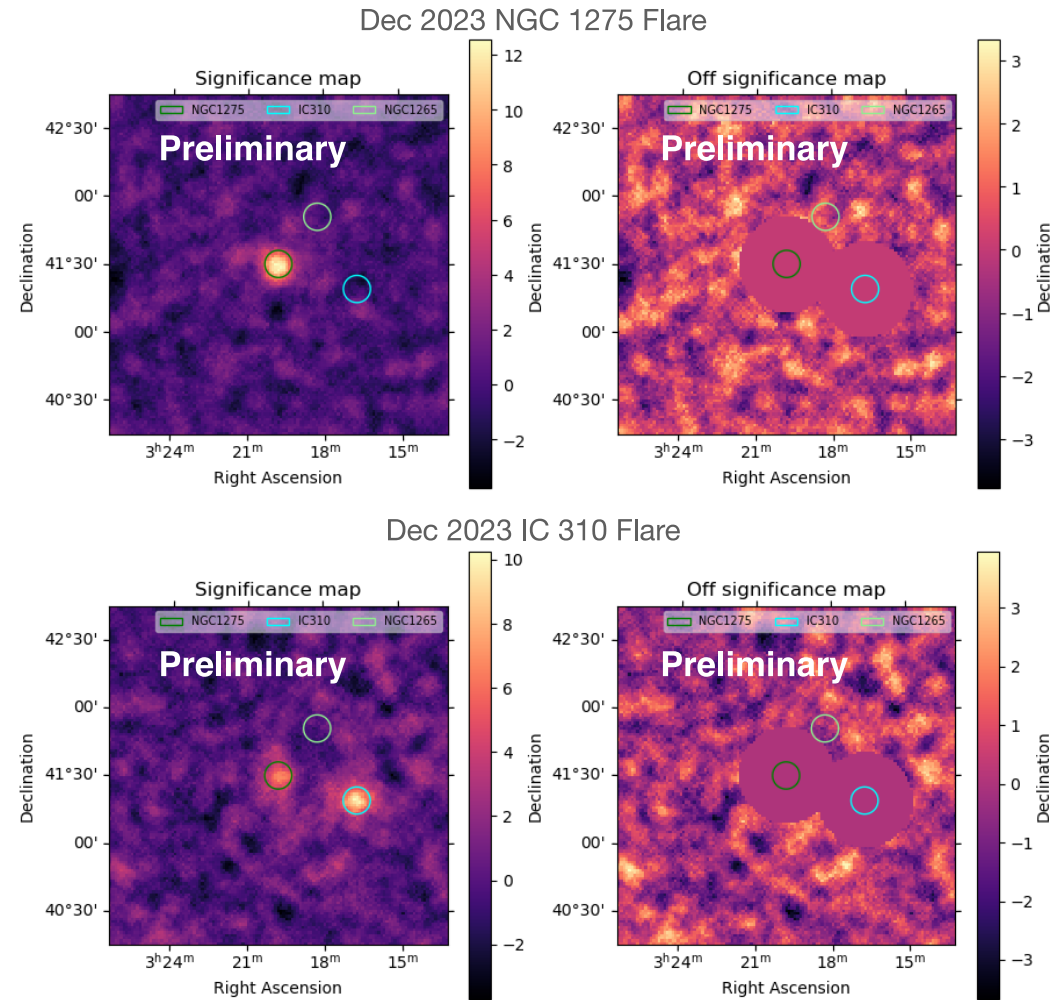 Dec 2023 NGC 1275 Flare
Significance map
NGC1275 IC310 NGC1265
Preliminary
42°30'
00'
41°30'
00'
40°30'
Declination
3ʰ24ᵐ 21ᵐ 18ᵐ 15ᵐ
Right Ascension
12
10
8
6
4
2
0
−2
Off significance map
NGC1275 IC310 NGC1265
Preliminary
42°30'
00'
41°30'
00'
40°30'
Declination
3ʰ24ᵐ 21ᵐ 18ᵐ 15ᵐ
Right Ascension
3
2
1
0
−1
−2
−3
Declination
Dec 2023 IC 310 Flare
Significance map
NGC1275 IC310 NGC1265
Preliminary
42°30'
00'
41°30'
00'
40°30'
Declination
3ʰ24ᵐ 21ᵐ 18ᵐ 15ᵐ
Right Ascension
10
8
6
4
2
0
−2
Off significance map
NGC1275 IC310 NGC1265
Preliminary
42°30'
00'
41°30'
00'
40°30'
Declination
3ʰ24ᵐ 21ᵐ 18ᵐ 15ᵐ
Right Ascension
3
2
1
0
−1
−2
−3
Declination